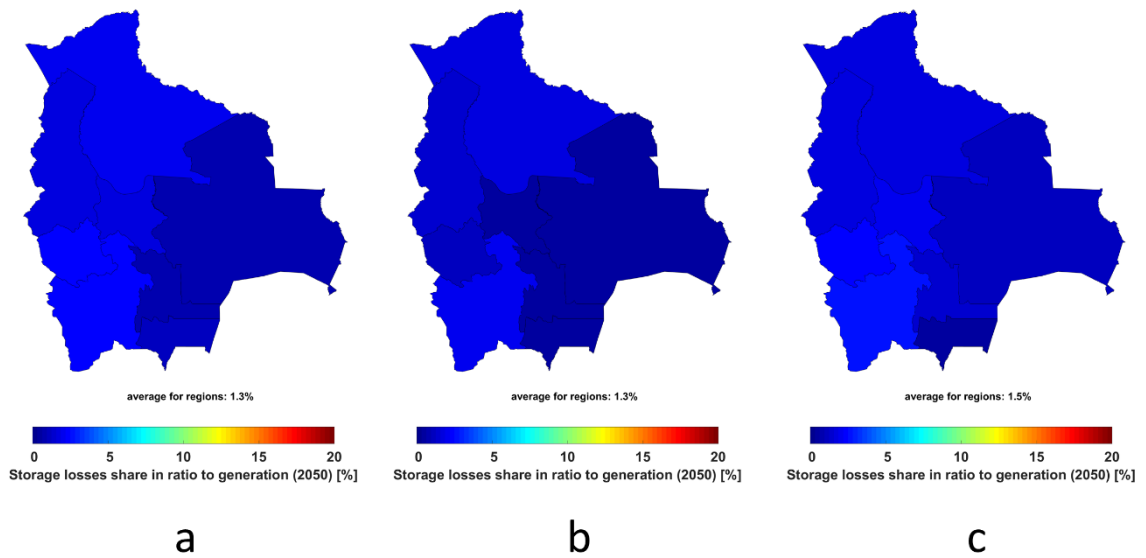 average for regions: 1.3%
0 5 10 15 20
Storage losses share in ratio to generation (2050) [%]
a
average for regions: 1.3%
0 5 10 15 20
Storage losses share in ratio to generation (2050) [%]
b
average for regions: 1.5%
0 5 10 15 20
Storage losses share in ratio to generation (2050) [%]
c